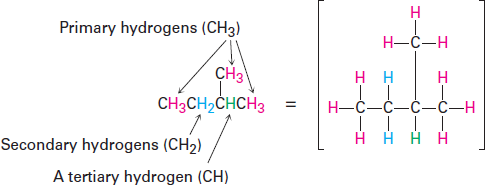 Primary hydrogens (CH3)
CH3
CH3CH2CHCH3
=
Secondary hydrogens (CH2)
A tertiary hydrogen (CH)
H
H–C–H
H H H
H–C–C–C–C–H
H H H H